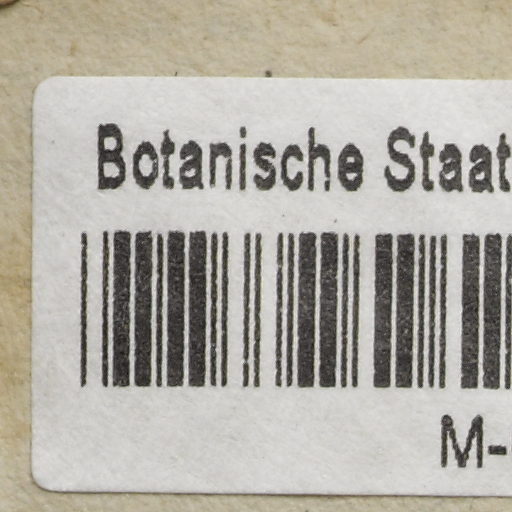 Botanische Staat
M-